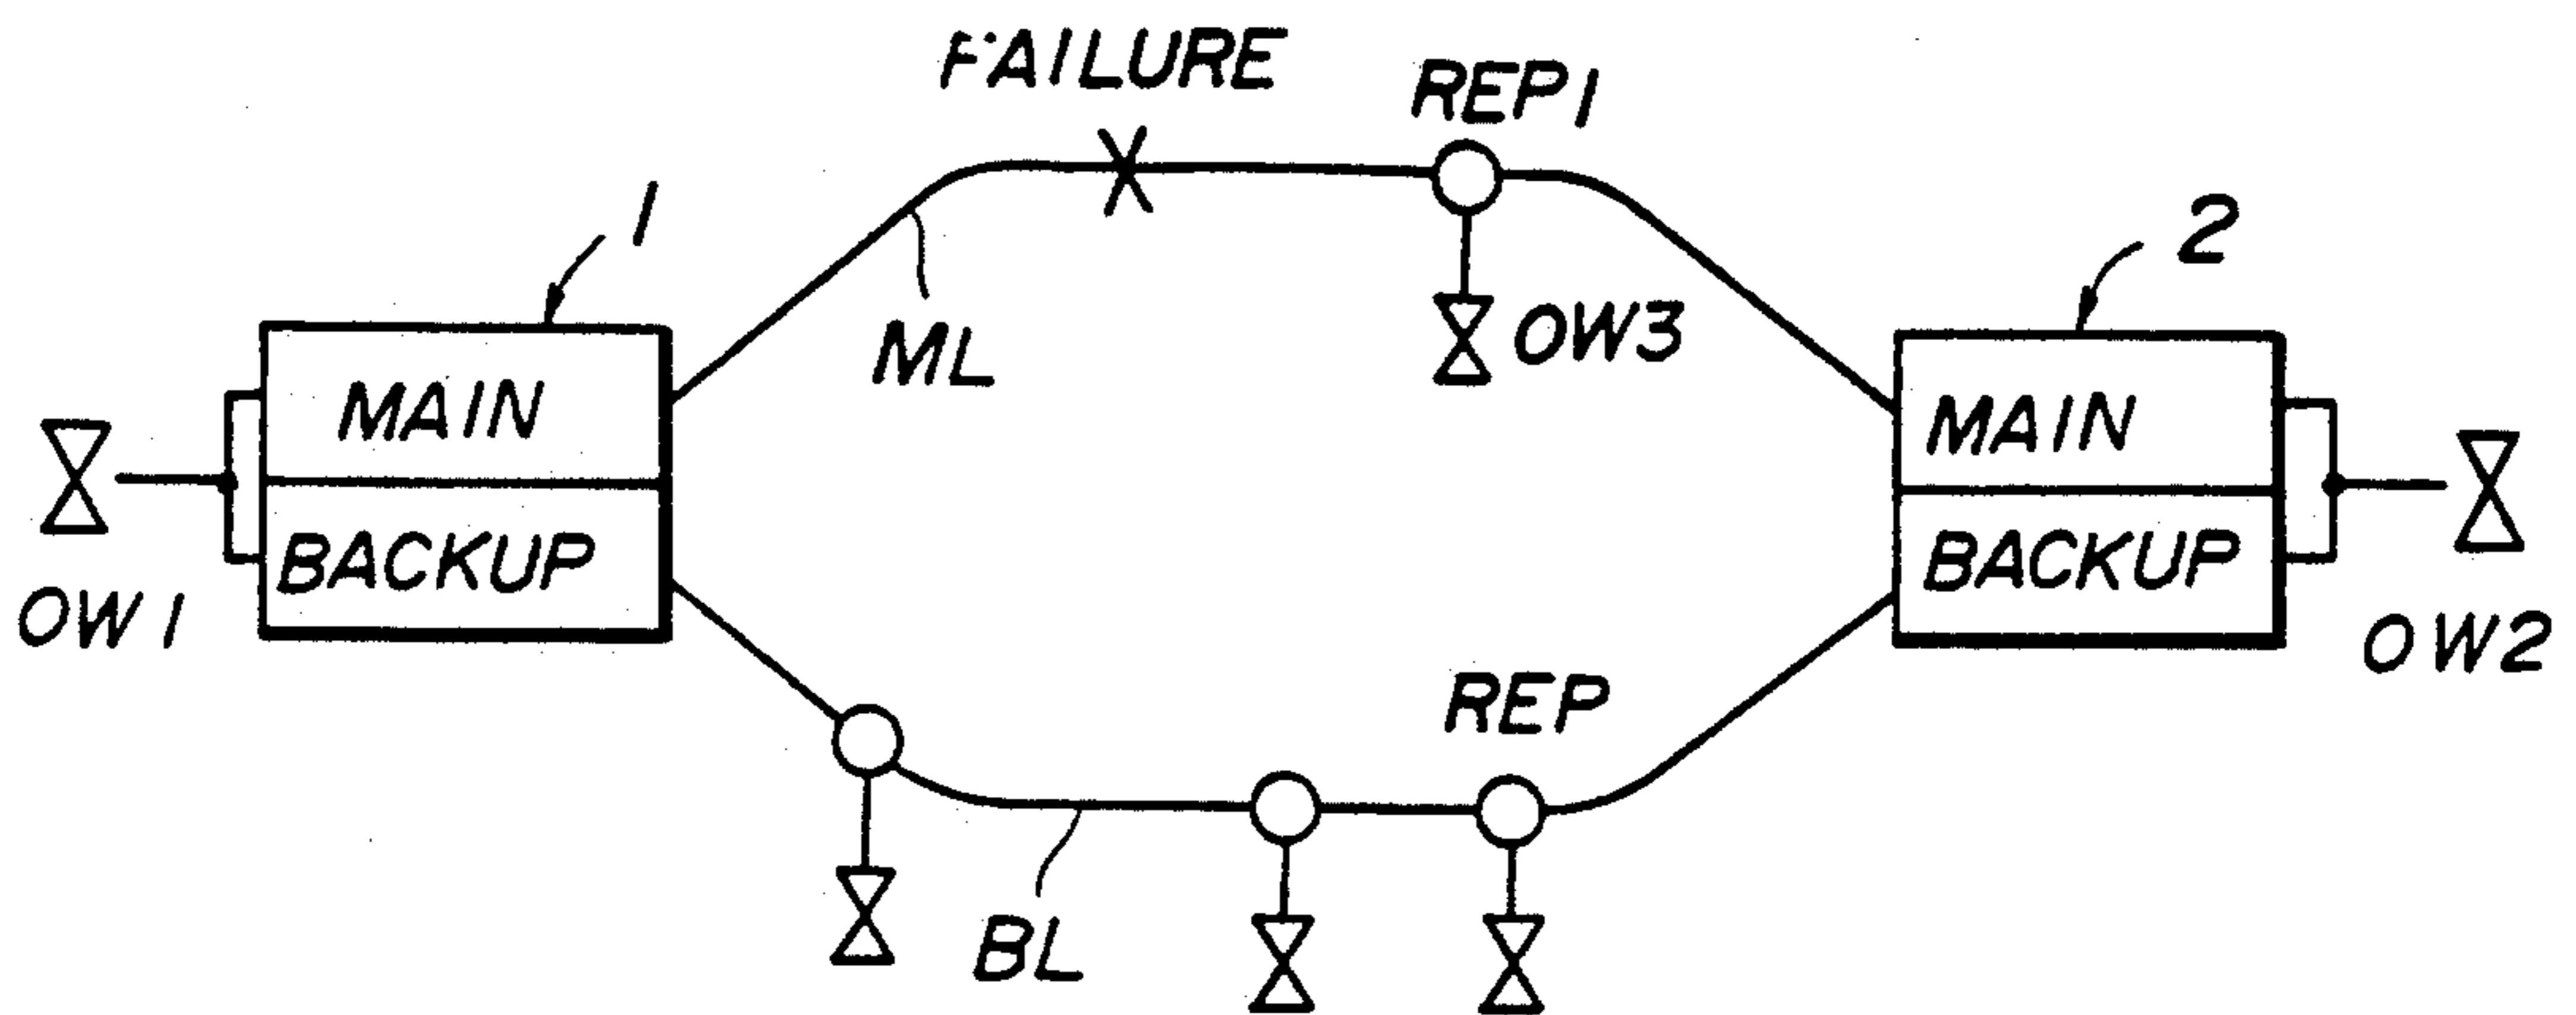 FAILURE
REP1
1
2
ML
OW3
MAIN
MAIN
BACKUP
BACKUP
OW1
OW2
REP
BL